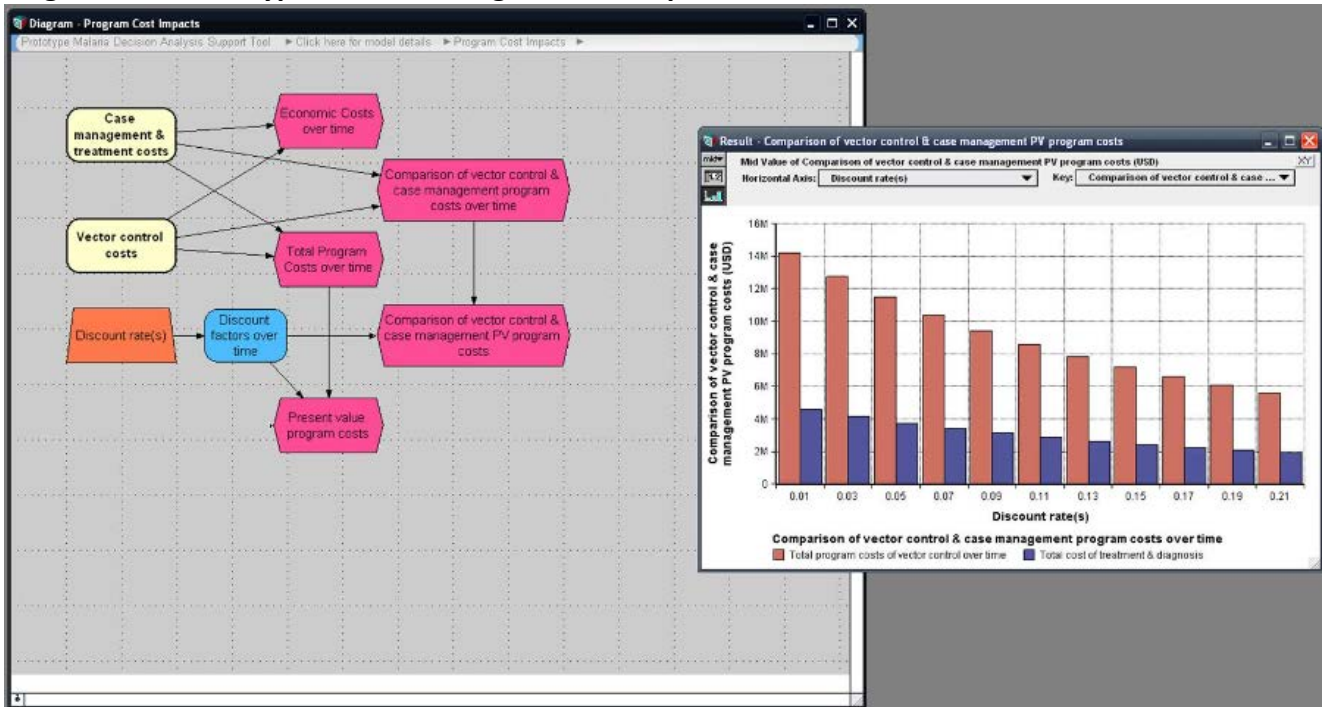 Diagram - Program Cost Impacts
Prototype Malaria Decision Analysis Support Tool ► Click here for model details ► Program Cost Impacts ►
Case
management &
treatment costs
Economic Costs
over time
Comparison of vector control &
case management program
costs over time
Vector control
costs
Total Program
Costs over time
Discount rate(s)
Discount
factors over
time
Comparison of vector control &
case management PV program
costs
Present value
program costs
Result - Comparison of vector control & case management PV program costs
Mid Value of Comparison of vector control & case management PV program costs (USD)
XY
Horizontal Axis: Discount rate(s)
Key: Comparison of vector control & case ...
Comparison of vector control & case
management PV program costs (USD)
16M
14M
12M
10M
8M
6M
4M
2M
0
0.01 0.03 0.05 0.07 0.09 0.11 0.13 0.15 0.17 0.19 0.21
Discount rate(s)
Comparison of vector control & case management program costs over time
Total program costs of vector control over time
Total cost of treatment & diagnosis